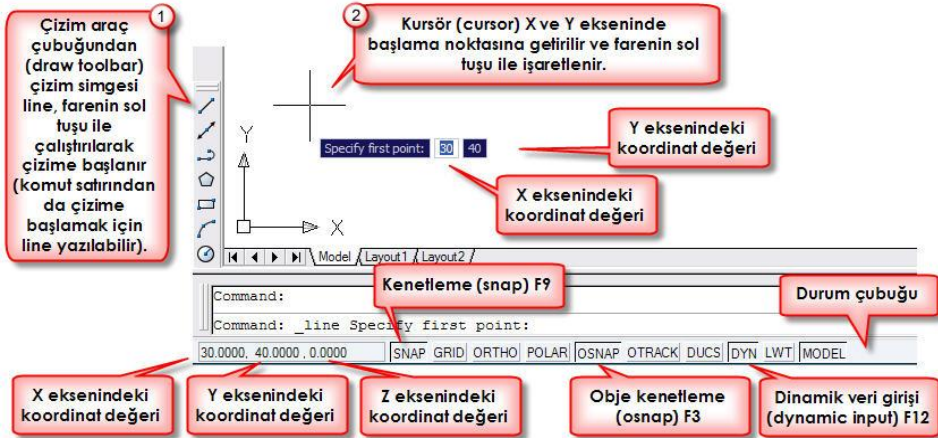 1
Çizim araç
çubuğundan
(draw toolbar)
çizim simgesi
line, farenin sol
tuşu ile
çalıştırılarak
çizime başlanır
(komut satırından
da çizime
başlamak için
line yazılabilir).
2
Kursör (cursor) X ve Y ekseninde
başlama noktasına getirilir ve farenin sol
tuşu ile işaretlenir.
Y
X
Specify first point: 30 40
Y eksenindeki
koordinat değeri
X eksenindeki
koordinat değeri
Model Layout1 Layout2
Kenetleme (snap) F9
Durum çubuğu
Command:
Command: _line Specify first point:
30.0000, 40.0000 , 0.0000 SNAP GRID ORTHO POLAR OSNAP OTRACK DUCS DYN LWT MODEL
X eksenindeki
koordinat değeri
Y eksenindeki
koordinat değeri
Z eksenindeki
koordinat değeri
Obje kenetleme
(osnap) F3
Dinamik veri girişi
(dynamic input) F12